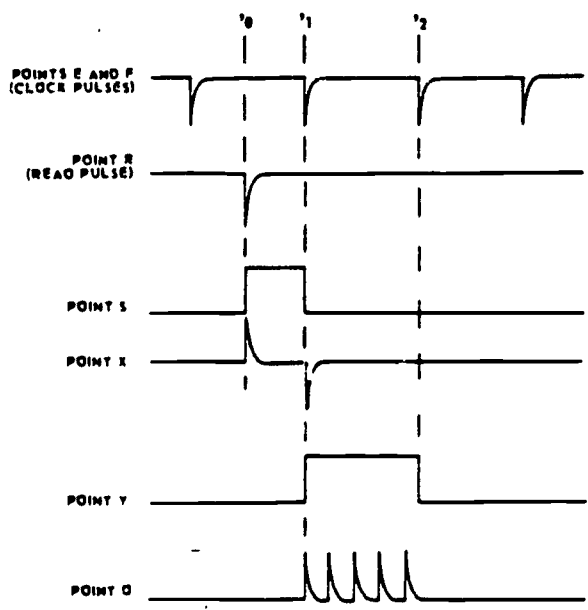 t0 t1 t2
POINTS E AND F
(CLOCK PULSES)
POINT R
(READ PULSE)
POINT S
POINT X
POINT Y
POINT O